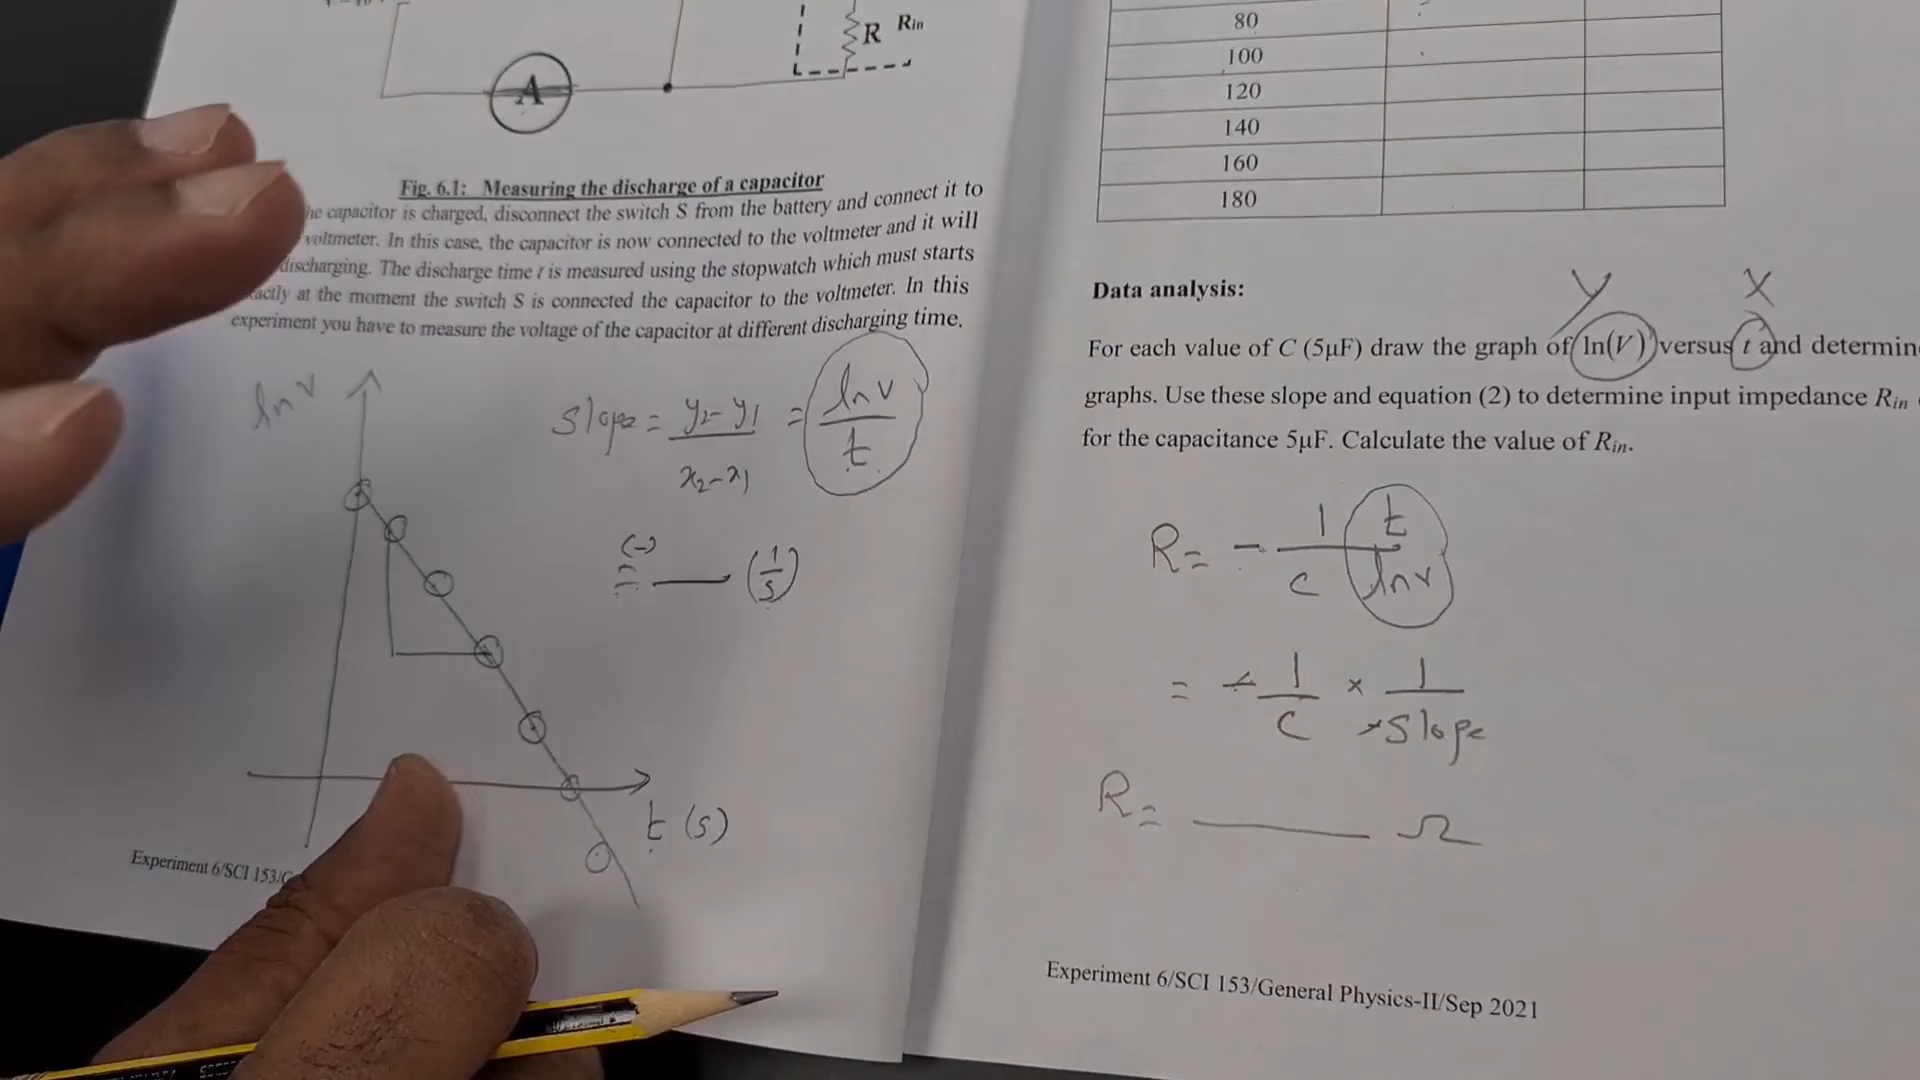 R Rin
A
Fig. 6.1: Measuring the discharge of a capacitor
he capacitor is charged, disconnect the switch S from the battery and connect it to
voltmeter. In this case, the capacitor is now connected to the voltmeter and it will
discharging. The discharge time t is measured using the stopwatch which must starts
actly at the moment the switch S is connected the capacitor to the voltmeter. In this
experiment you have to measure the voltage of the capacitor at different discharging time.
ln v
slope = y2-y1 / x2-x1 = ln v / t
(-)
= — (1/s)
t (s)
Experiment 6/SCI 153/G
80
100
120
140
160
180
y x
Data analysis:
For each value of C (5µF) draw the graph of ln(V) versus t and determin
graphs. Use these slope and equation (2) to determine input impedance Rin
for the capacitance 5µF. Calculate the value of Rin.
R = - 1/c t/ln v
= - 1/c × 1/-slope
R = — Ω
Experiment 6/SCI 153/General Physics-II/Sep 2021